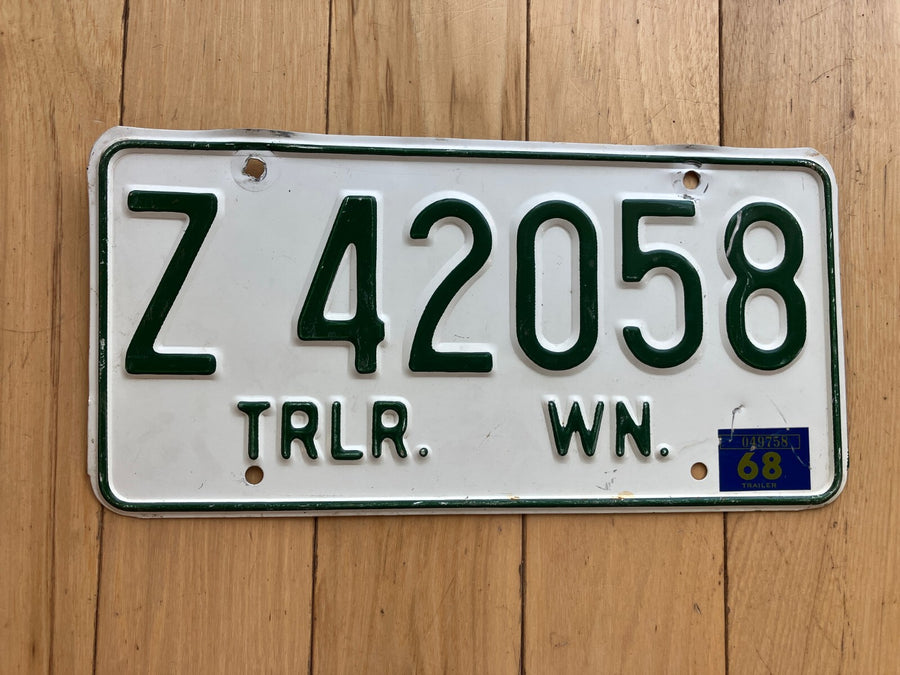 Z 42058
TRLR. WN.
049758
68
TRAILER